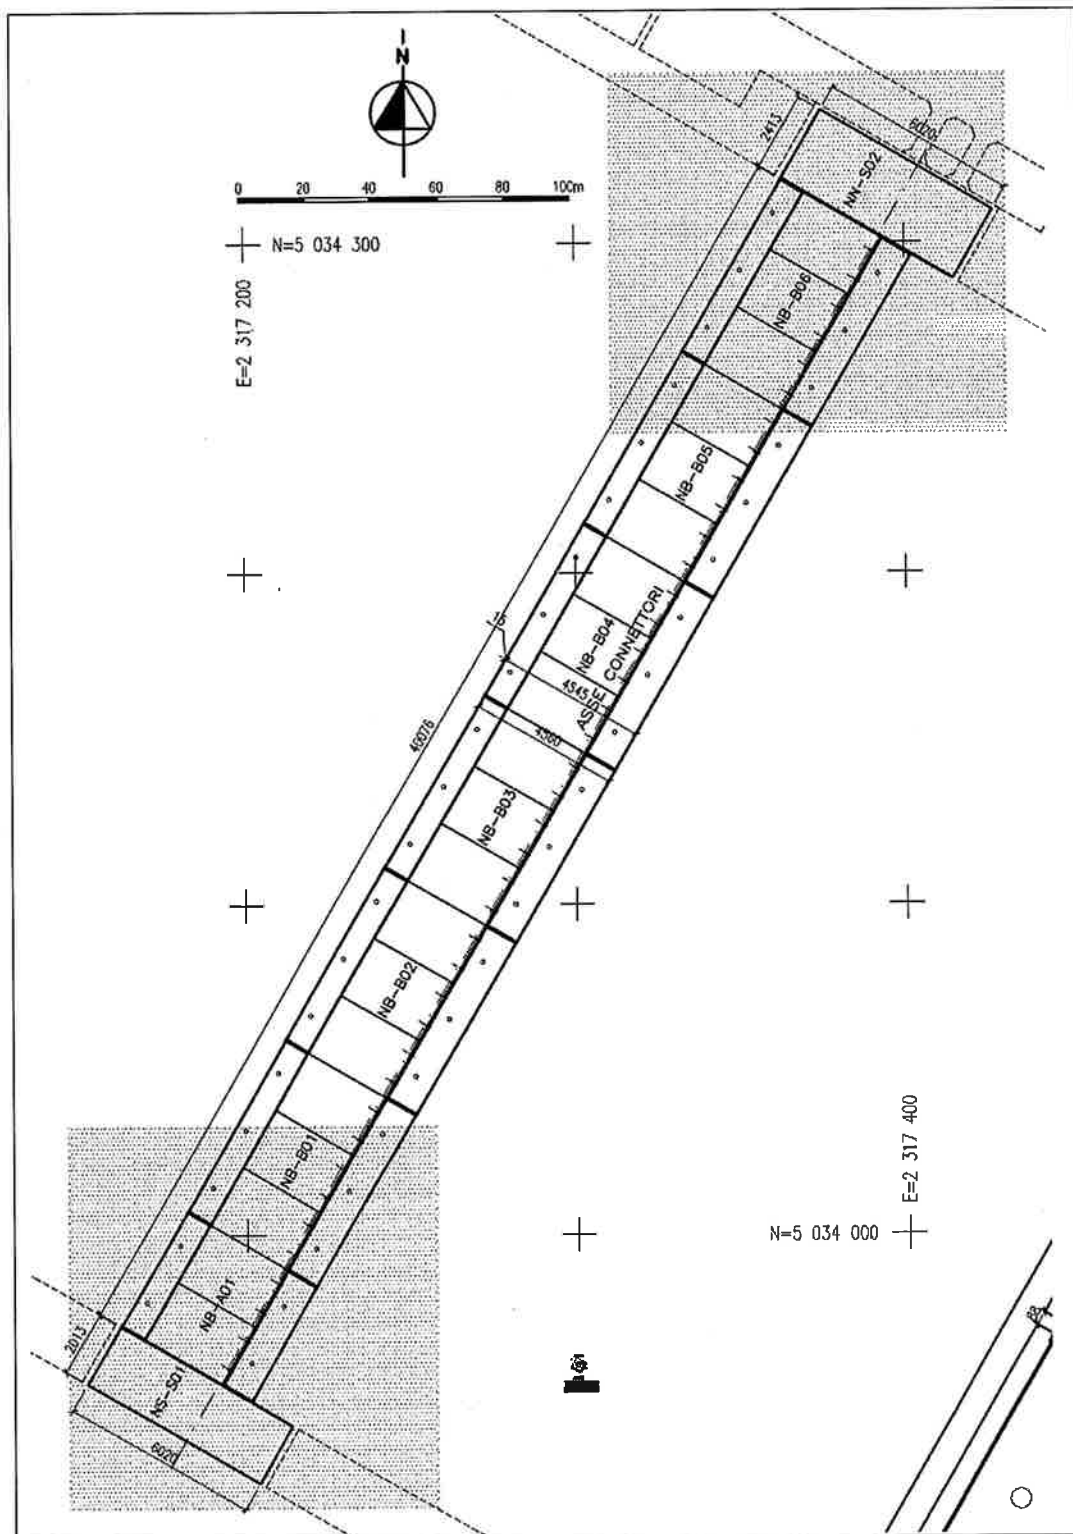 N
0 20 40 60 80 100m
N=5 034 300
E=2 317 200
2413
6020
NN-S02
NB-B06
NB-B05
NB-B04
ASSE CONNETTORI
15
4545
4560
46076
NB-B03
NB-B02
NB-B01
NB-A01
NS-S01
2013
6020
E=2 317 400
N=5 034 000